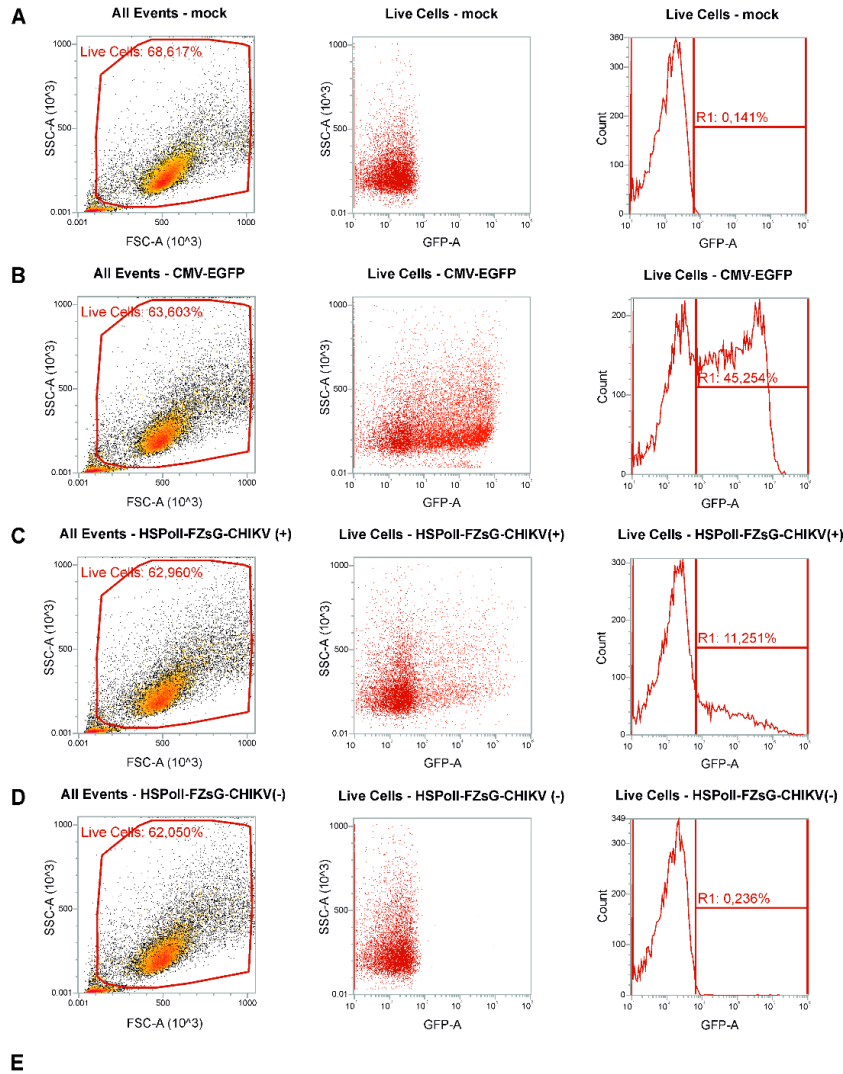 A
All Events - mock
Live Cells - mock
Live Cells - mock
Live Cells: 68,617%
SSC-A (10^3)
1000
500
0.001
0.001
500
1000
FSC-A (10^3)
SSC-A (10^3)
1000
500
0.01
GFP-A
Count
360
300
200
100
0
R1: 0,141%
GFP-A
B
All Events - CMV-EGFP
Live Cells - CMV-EGFP
Live Cells - CMV-EGFP
Live Cells: 63,603%
SSC-A (10^3)
1000
500
0.001
0.001
500
1000
FSC-A (10^3)
SSC-A (10^3)
1000
500
0.01
GFP-A
Count
200
100
0
R1: 45,254%
GFP-A
C
All Events - HSPolI-FZsG-CHIKV (+)
Live Cells - HSPolI-FZsG-CHIKV(+)
Live Cells - HSPolI-FZsG-CHIKV(+)
Live Cells: 62,960%
SSC-A (10^3)
1000
500
0.001
0.001
500
1000
FSC-A (10^3)
SSC-A (10^3)
1000
500
0.01
GFP-A
Count
300
200
100
0
R1: 11,251%
GFP-A
D
All Events - HSPolI-FZsG-CHIKV(-)
Live Cells - HSPolI-FZsG-CHIKV (-)
Live Cells - HSPolI-FZsG-CHIKV(-)
Live Cells: 62,050%
SSC-A (10^3)
1000
500
0.001
0.001
500
1000
FSC-A (10^3)
SSC-A (10^3)
1000
500
0.01
GFP-A
Count
349
300
200
100
0
R1: 0,236%
GFP-A
E